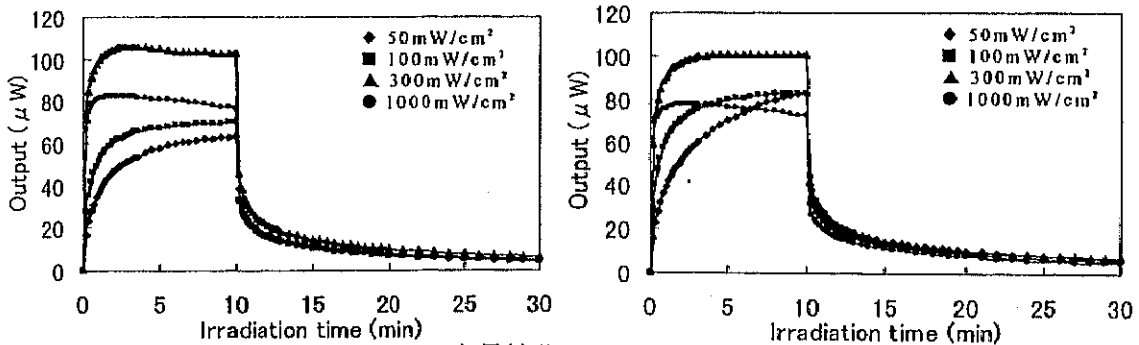 Output (μW)
120
100
80
60
40
20
0
50mW/cm²
100mW/cm²
300mW/cm²
1000mW/cm²
0 5 10 15 20 25 30
Irradiation time (min)
Output (μW)
120
100
80
60
40
20
0
50mW/cm²
100mW/cm²
300mW/cm²
1000mW/cm²
0 5 10 15 20 25 30
Irradiation time (min)